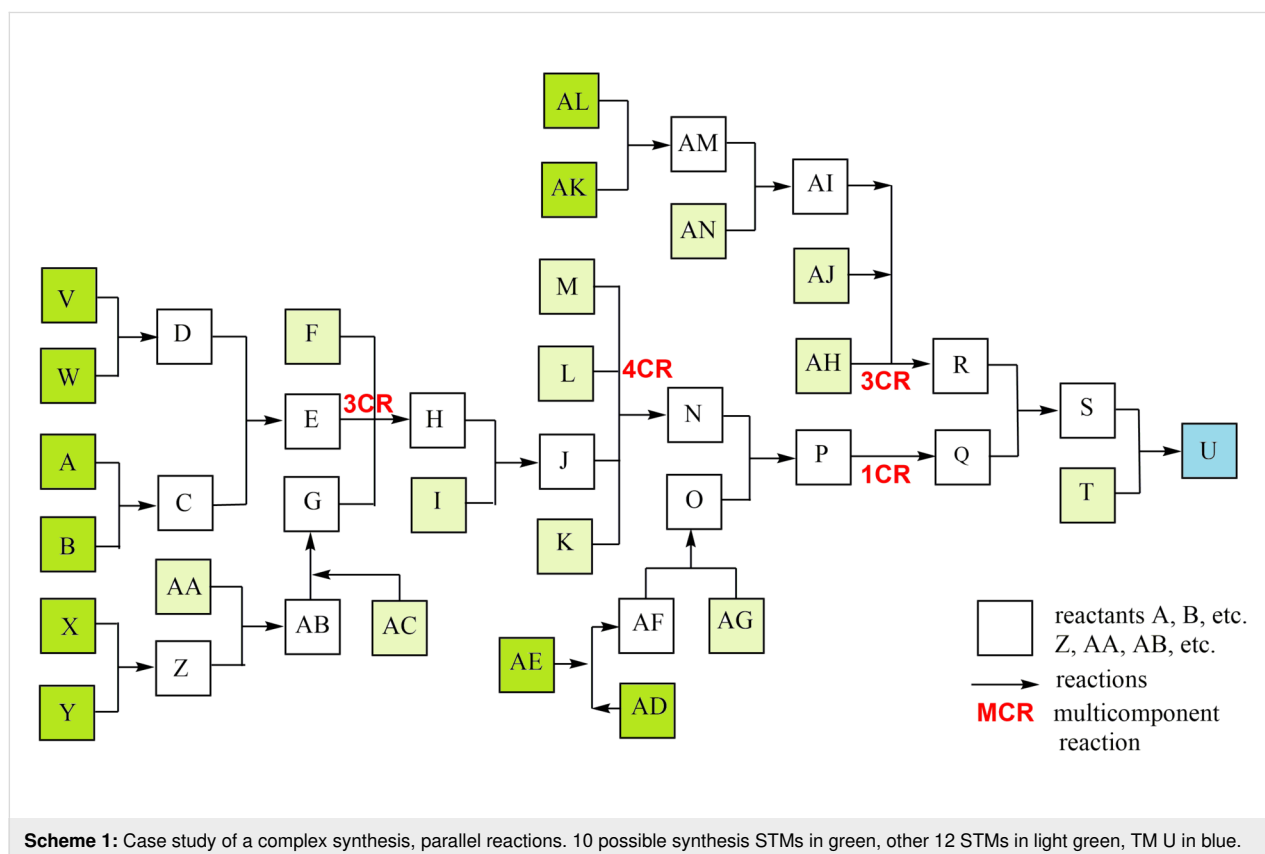 AL
AM
AK
AI
AN
M
AJ
V
D
F
L
4CR
AH
R
W
3CR
3CR
S
E
H
N
A
J
P
Q
U
1CR
C
G
I
O
T
B
K
AA
X
AB
AC
AF
AG
reactants A, B, etc.
Z, AA, AB, etc.
Z
AE
reactions
Y
AD
MCR multicomponent
reaction
Scheme 1: Case study of a complex synthesis, parallel reactions. 10 possible synthesis STMs in green, other 12 STMs in light green, TM U in blue.